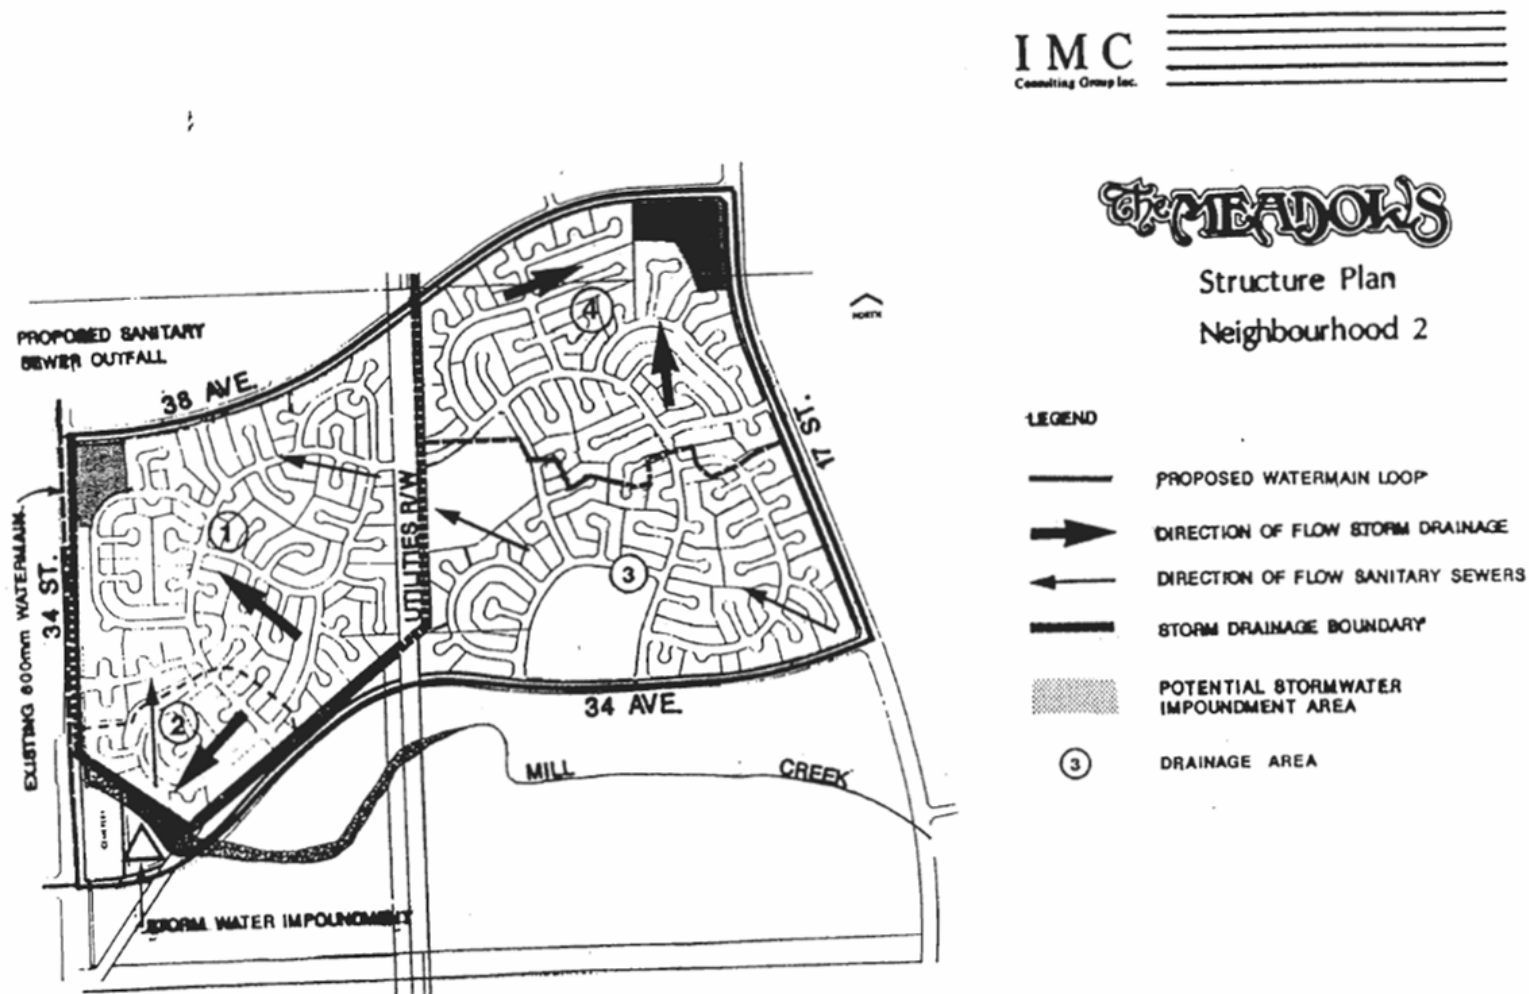 IMC
Consulting Group Inc.
The MEADOWS
Structure Plan
Neighbourhood 2
NORTH
PROPOSED SANITARY
SEWER OUTFALL
38 AVE.
17 ST.
UTILITIES R/W
34 ST.
EXISTING 600mm WATERMAIN
1
2
3
4
34 AVE.
MILL CREEK
STORM WATER IMPOUNDMENT
LEGEND
PROPOSED WATERMAIN LOOP
DIRECTION OF FLOW STORM DRAINAGE
DIRECTION OF FLOW SANITARY SEWERS
STORM DRAINAGE BOUNDARY
POTENTIAL STORMWATER
IMPOUNDMENT AREA
3
DRAINAGE AREA